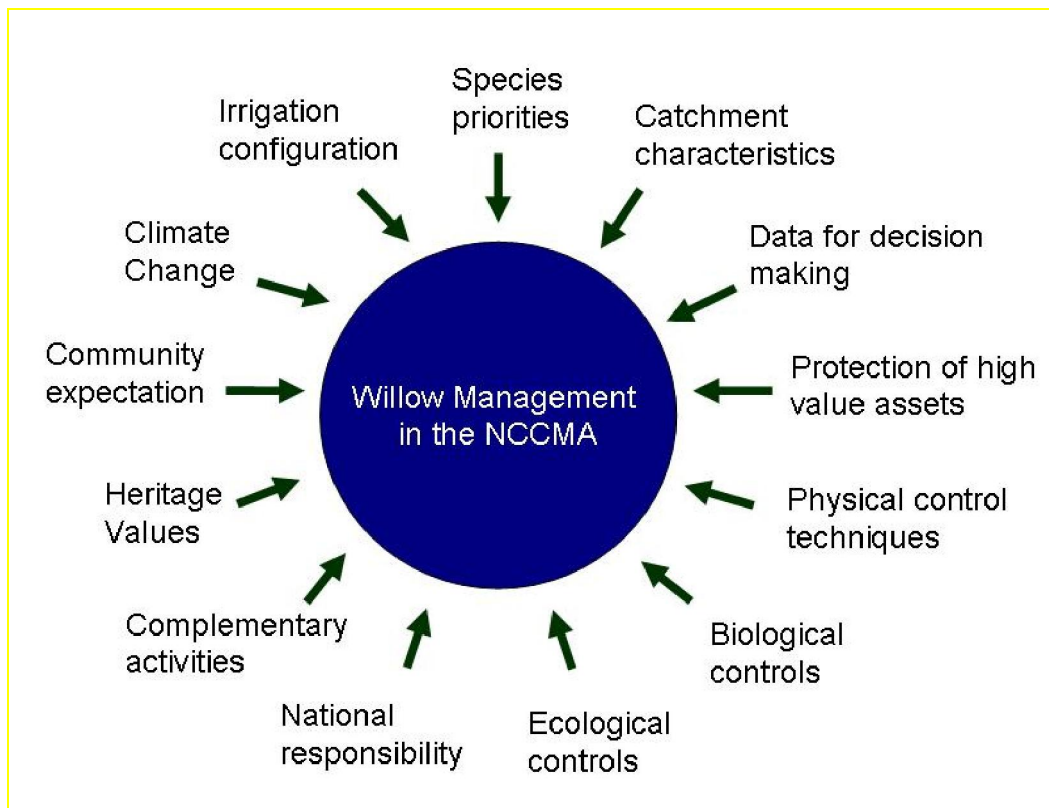 Species
priorities
Catchment
characteristics
Data for decision
making
Protection of high
value assets
Physical control
techniques
Biological
controls
Ecological
controls
National
responsibility
Complementary
activities
Heritage
Values
Community
expectation
Climate
Change
Irrigation
configuration
Willow Management
in the NCCMA